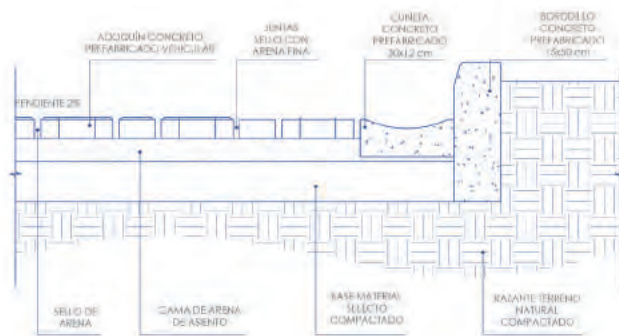 ADOQUÍN CONCRETO
PREFABRICADO VEHICULAR
JUNTAS
SELLO CON
ARENA FINA
CUNETA
CONCRETO
PREFABRICADO
30x12 cm
BORDILLO
CONCRETO
PREFABRICADO
15x50 cm
PENDIENTE 2%
SELLO DE
ARENA
CAMA DE ARENA
DE ASIENTO
BASE MATERIAL
SELECTO
COMPACTADO
RASANTE TERRENO
NATURAL
COMPACTADO